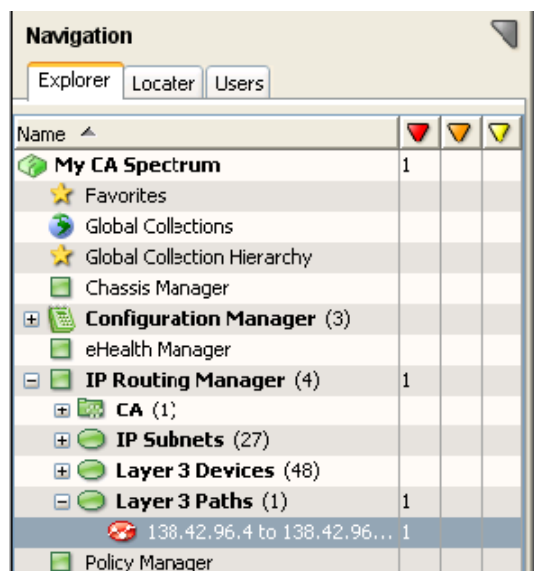 Navigation
Explorer Locater Users
Name
My CA Spectrum 1
Favorites
Global Collections
Global Collection Hierarchy
Chassis Manager
Configuration Manager (3)
eHealth Manager
IP Routing Manager (4) 1
CA (1)
IP Subnets (27)
Layer 3 Devices (48)
Layer 3 Paths (1) 1
138.42.96.4 to 138.42.96... 1
Policy Manager